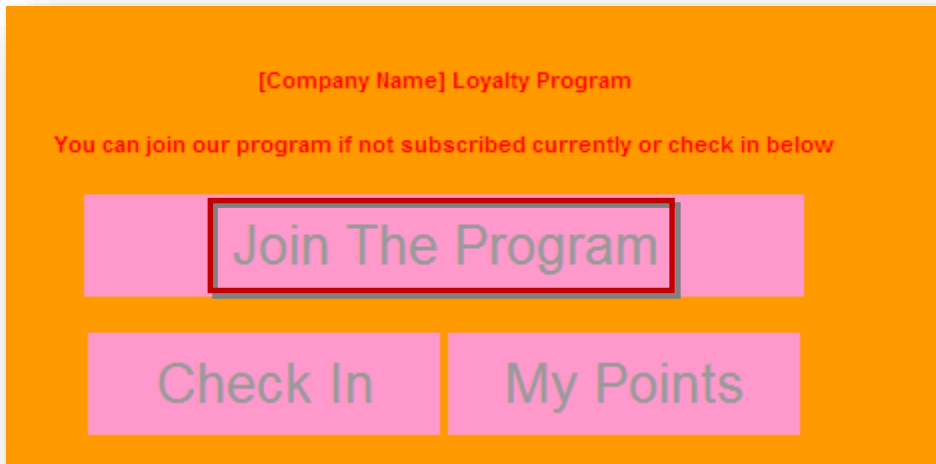 [Company Name] Loyalty Program
You can join our program if not subscribed currently or check in below
Join The Program
Check In
My Points